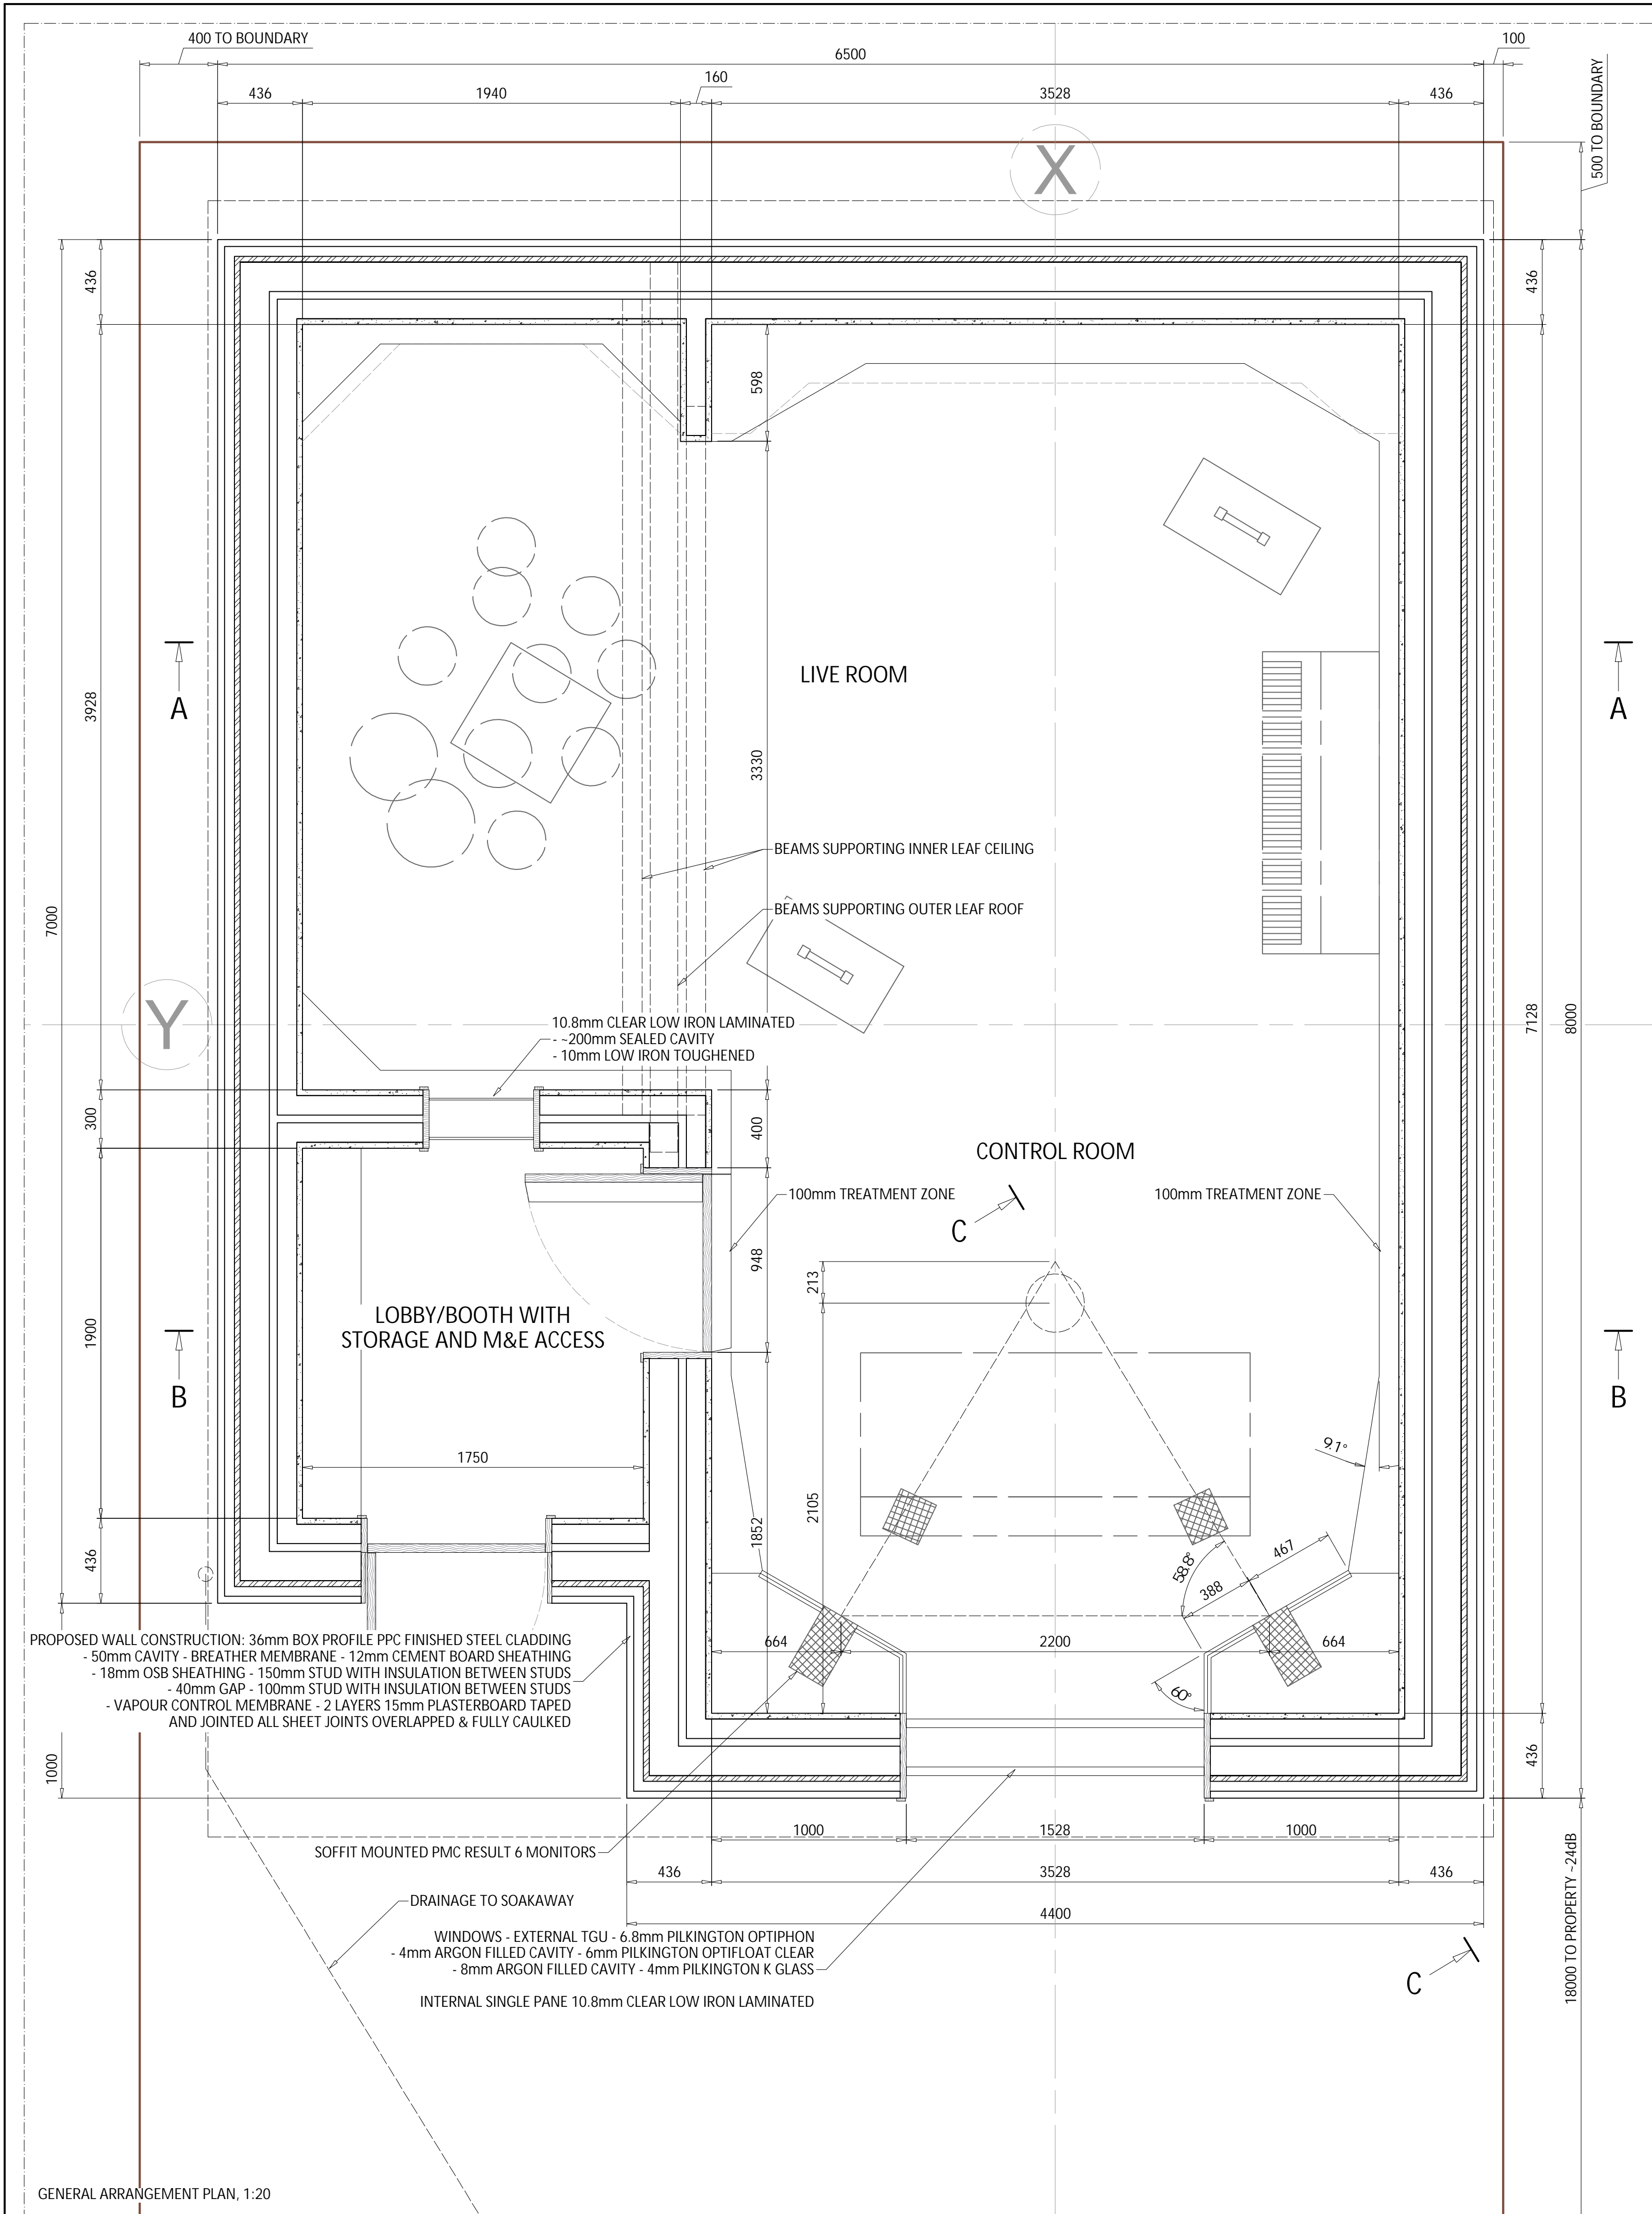 400 TO BOUNDARY
6500
100
436
1940
160
3528
436
500 TO BOUNDARY
X
436
436
598
LIVE ROOM
A
A
3928
3330
BEAMS SUPPORTING INNER LEAF CEILING
BEAMS SUPPORTING OUTER LEAF ROOF
7000
Y
10.8mm CLEAR LOW IRON LAMINATED
- ~200mm SEALED CAVITY
- 10mm LOW IRON TOUGHENED
7128
8000
300
400
CONTROL ROOM
100mm TREATMENT ZONE
100mm TREATMENT ZONE
C
948
213
LOBBY/BOOTH WITH
STORAGE AND M&E ACCESS
1900
B
B
1750
9.1°
2105
1852
467
58.8°
388
436
PROPOSED WALL CONSTRUCTION: 36mm BOX PROFILE PPC FINISHED STEEL CLADDING
- 50mm CAVITY - BREATHER MEMBRANE - 12mm CEMENT BOARD SHEATHING
- 18mm OSB SHEATHING - 150mm STUD WITH INSULATION BETWEEN STUDS
- 40mm GAP - 100mm STUD WITH INSULATION BETWEEN STUDS
- VAPOUR CONTROL MEMBRANE - 2 LAYERS 15mm PLASTERBOARD TAPED
AND JOINTED ALL SHEET JOINTS OVERLAPPED & FULLY CAULKED
664
2200
664
60°
1000
436
1000
1528
1000
SOFFIT MOUNTED PMC RESULT 6 MONITORS
436
3528
436
DRAINAGE TO SOAKAWAY
4400
WINDOWS - EXTERNAL TGU - 6.8mm PILKINGTON OPTIPHON
- 4mm ARGON FILLED CAVITY - 6mm PILKINGTON OPTIFLOAT CLEAR
- 8mm ARGON FILLED CAVITY - 4mm PILKINGTON K GLASS
INTERNAL SINGLE PANE 10.8mm CLEAR LOW IRON LAMINATED
C
18000 TO PROPERTY ~24dB
GENERAL ARRANGEMENT PLAN, 1:20